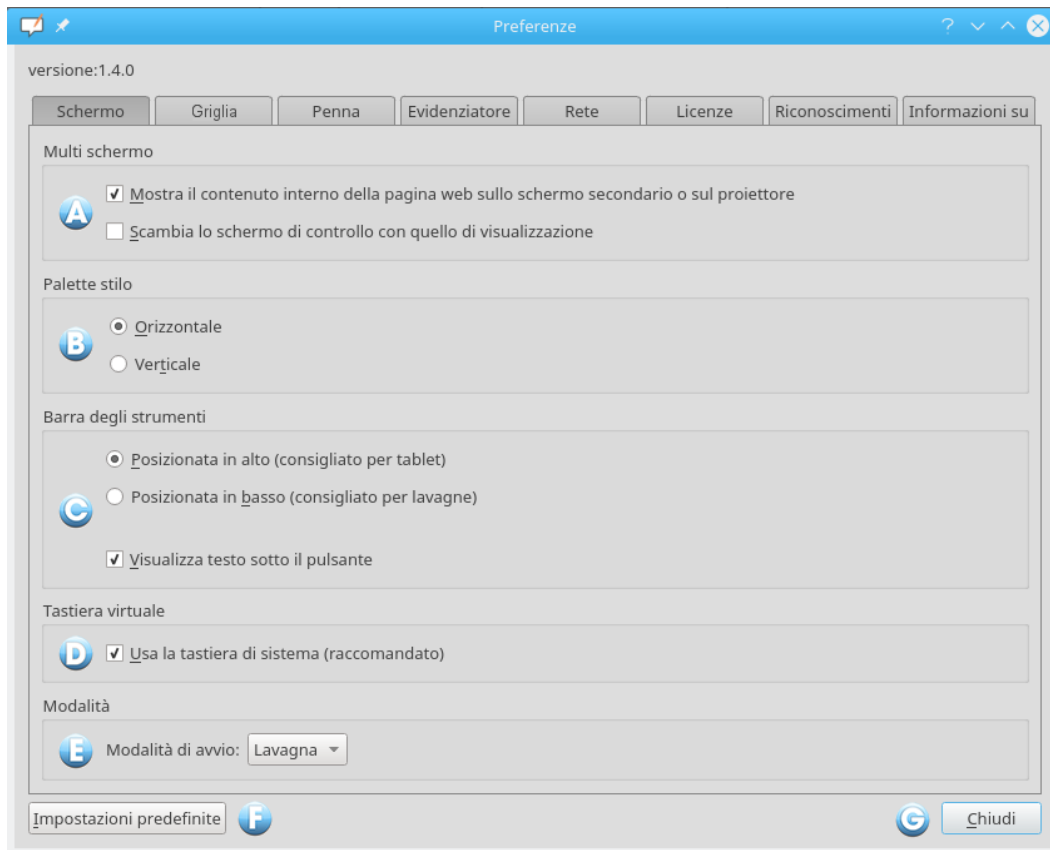 Preferenze
?
versione:1.4.0
Schermo Griglia Penna Evidenziatore Rete Licenze Riconoscimenti Informazioni su
Multi schermo
A
Mostra il contenuto interno della pagina web sullo schermo secondario o sul proiettore
Scambia lo schermo di controllo con quello di visualizzazione
Palette stilo
B
Orizzontale
Verticale
Barra degli strumenti
Posizionata in alto (consigliato per tablet)
Posizionata in basso (consigliato per lavagne)
C
Visualizza testo sotto il pulsante
Tastiera virtuale
D Usa la tastiera di sistema (raccomandato)
Modalità
E Modalità di avvio: Lavagna
Impostazioni predefinite F G Chiudi